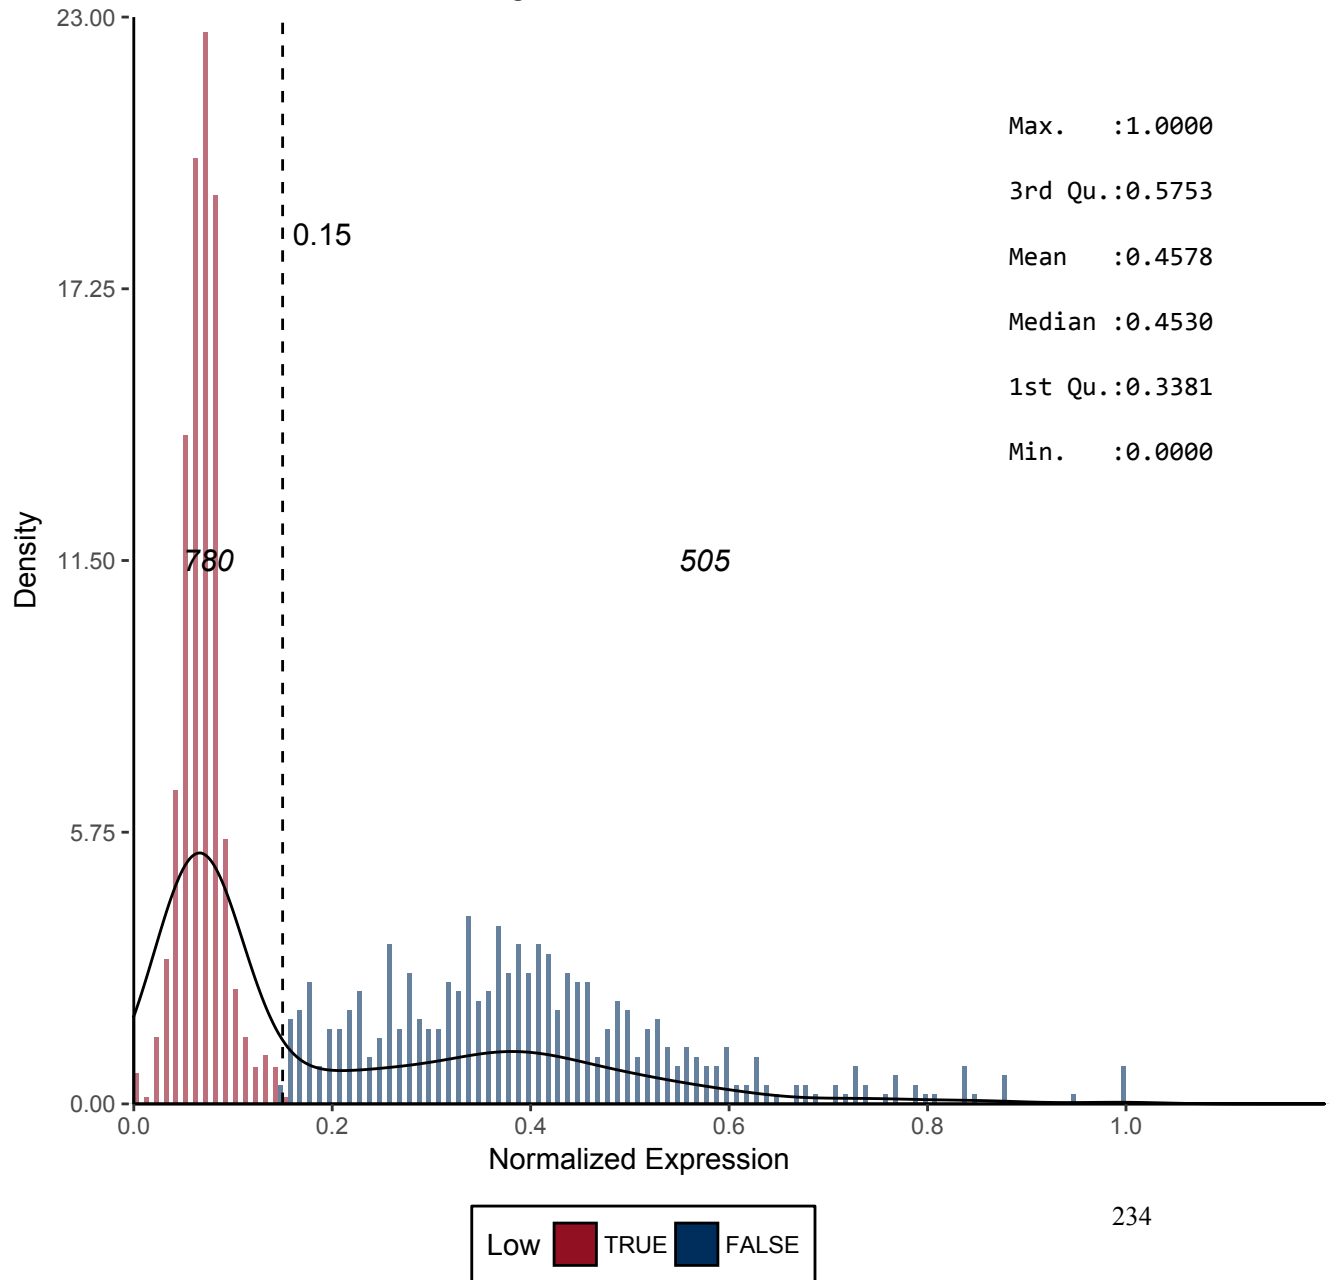 23.00
Max. :1.0000
3rd Qu.:0.5753
0.15
Mean :0.4578
17.25
Median :0.4530
1st Qu.:0.3381
Min. :0.0000
Density
11.50
780
505
5.75
0.00
0.0 0.2 0.4 0.6 0.8 1.0
Normalized Expression
234
Low TRUE FALSE